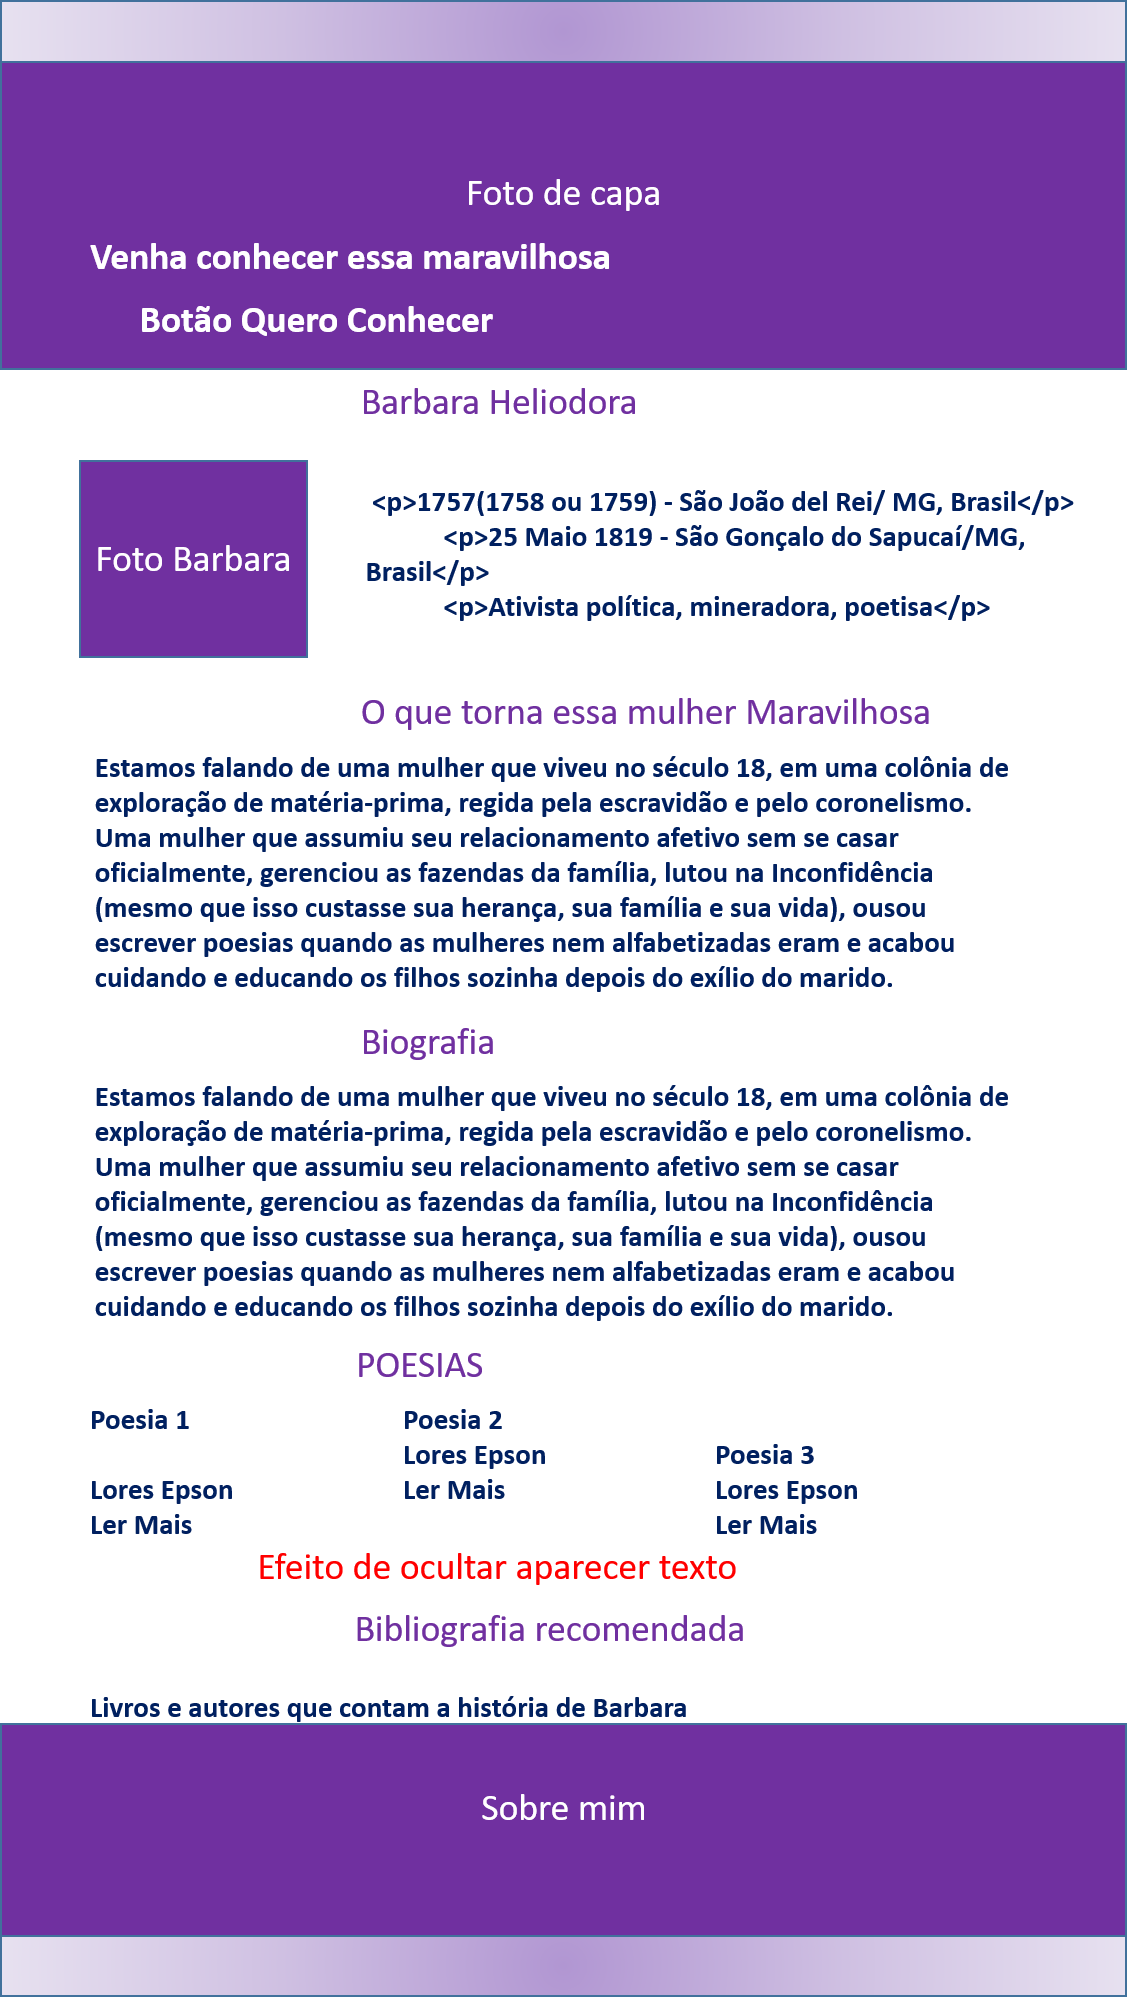 Foto de capa
Venha conhecer essa maravilhosa
Botão Quero Conhecer
Barbara Heliodora
Foto Barbara
<p>1757(1758 ou 1759) - São João del Rei/ MG, Brasil</p>
<p>25 Maio 1819 - São Gonçalo do Sapucaí/MG,
Brasil</p>
<p>Ativista política, mineradora, poetisa</p>
O que torna essa mulher Maravilhosa
Estamos falando de uma mulher que viveu no século 18, em uma colônia de
exploração de matéria-prima, regida pela escravidão e pelo coronelismo.
Uma mulher que assumiu seu relacionamento afetivo sem se casar
oficialmente, gerenciou as fazendas da família, lutou na Inconfidência
(mesmo que isso custasse sua herança, sua família e sua vida), ousou
escrever poesias quando as mulheres nem alfabetizadas eram e acabou
cuidando e educando os filhos sozinha depois do exílio do marido.
Biografia
Estamos falando de uma mulher que viveu no século 18, em uma colônia de
exploração de matéria-prima, regida pela escravidão e pelo coronelismo.
Uma mulher que assumiu seu relacionamento afetivo sem se casar
oficialmente, gerenciou as fazendas da família, lutou na Inconfidência
(mesmo que isso custasse sua herança, sua família e sua vida), ousou
escrever poesias quando as mulheres nem alfabetizadas eram e acabou
cuidando e educando os filhos sozinha depois do exílio do marido.
POESIAS
Poesia 1
Lores Epson
Ler Mais
Poesia 2
Lores Epson
Ler Mais
Poesia 3
Lores Epson
Ler Mais
Efeito de ocultar aparecer texto
Bibliografia recomendada
Livros e autores que contam a história de Barbara
Sobre mim